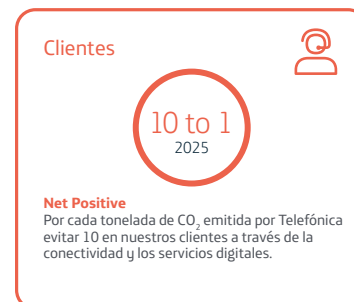 Clientes
10 to 1
2025
Net Positive
Por cada tonelada de CO₂ emitida por Telefónica
evitar 10 en nuestros clientes a través de la
conectividad y los servicios digitales.